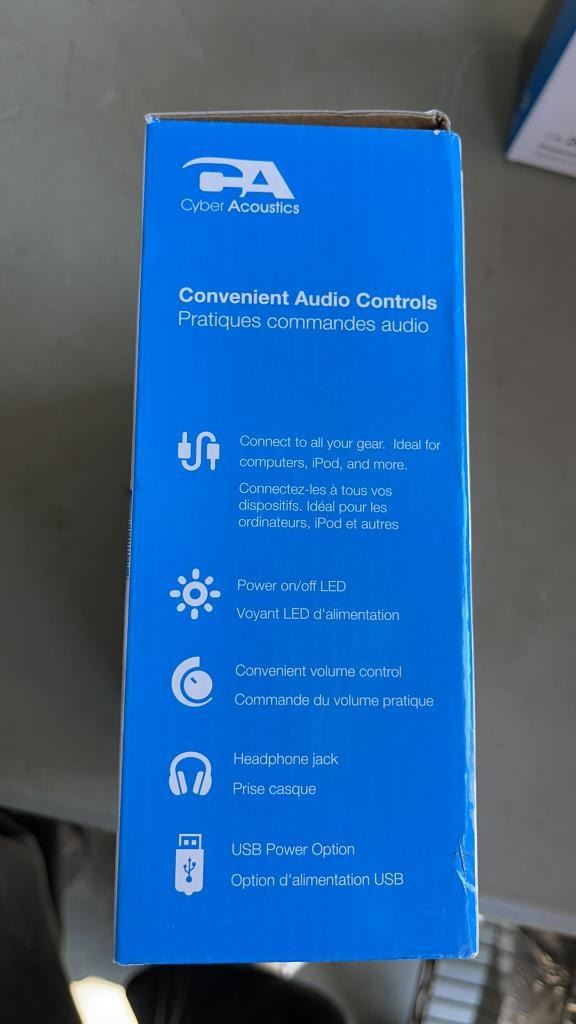 CA
Cyber Acoustics
Convenient Audio Controls
Pratiques commandes audio
Connect to all your gear. Ideal for
computers, iPod, and more.
Connectez-les à tous vos
dispositifs. Idéal pour les
ordinateurs, iPod et autres
Power on/off LED
Voyant LED d'alimentation
Convenient volume control
Commande du volume pratique
Headphone jack
Prise casque
USB Power Option
Option d'alimentation USB